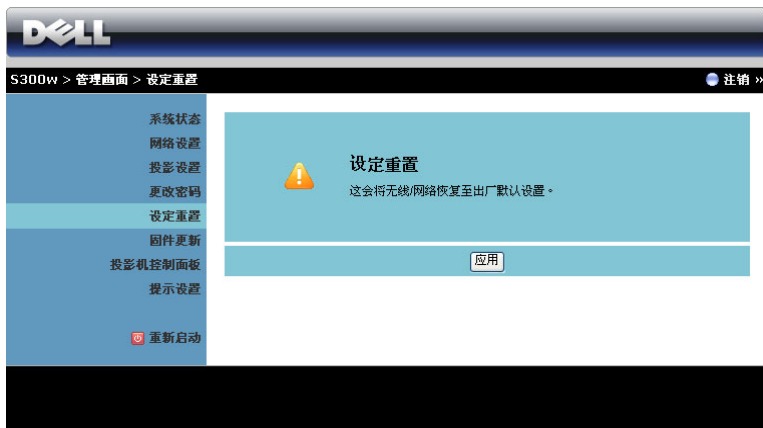 DELL
S300w > 管理画面 > 设定重置
注销 »
系统状态
网络设置
投影设置
更改密码
设定重置
固件更新
投影机控制面板
提示设置
重新启动
设定重置
这会将无线/网络恢复至出厂默认设置。
应用